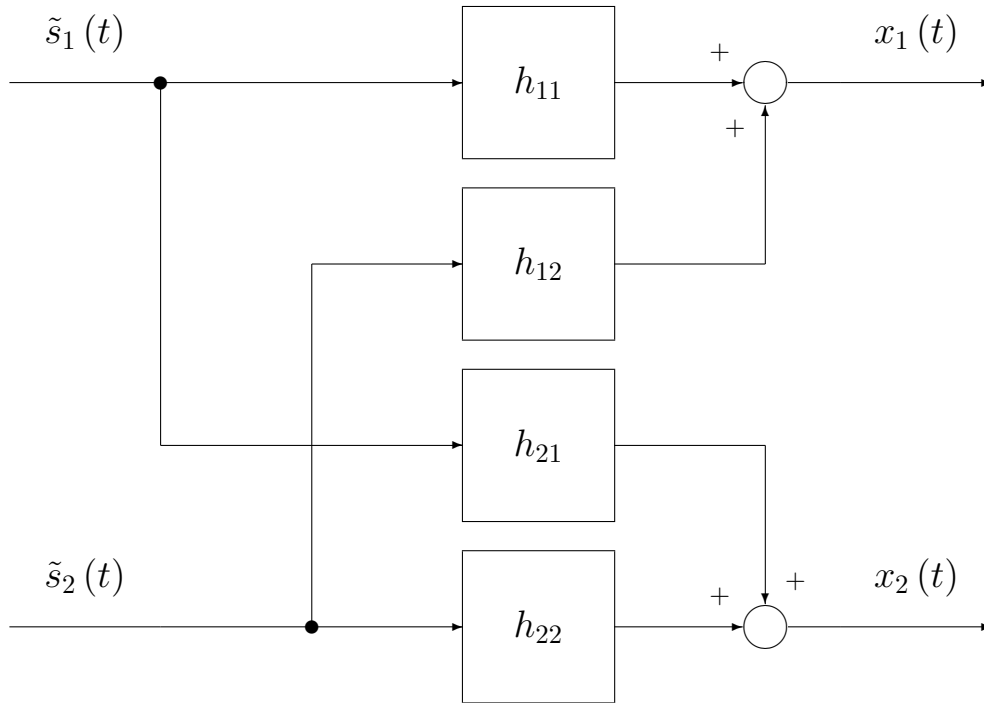 s̃₁ (t)
h₁₁
+
x₁ (t)
+
h₁₂
h₂₁
s̃₂ (t)
h₂₂
+
+
x₂ (t)